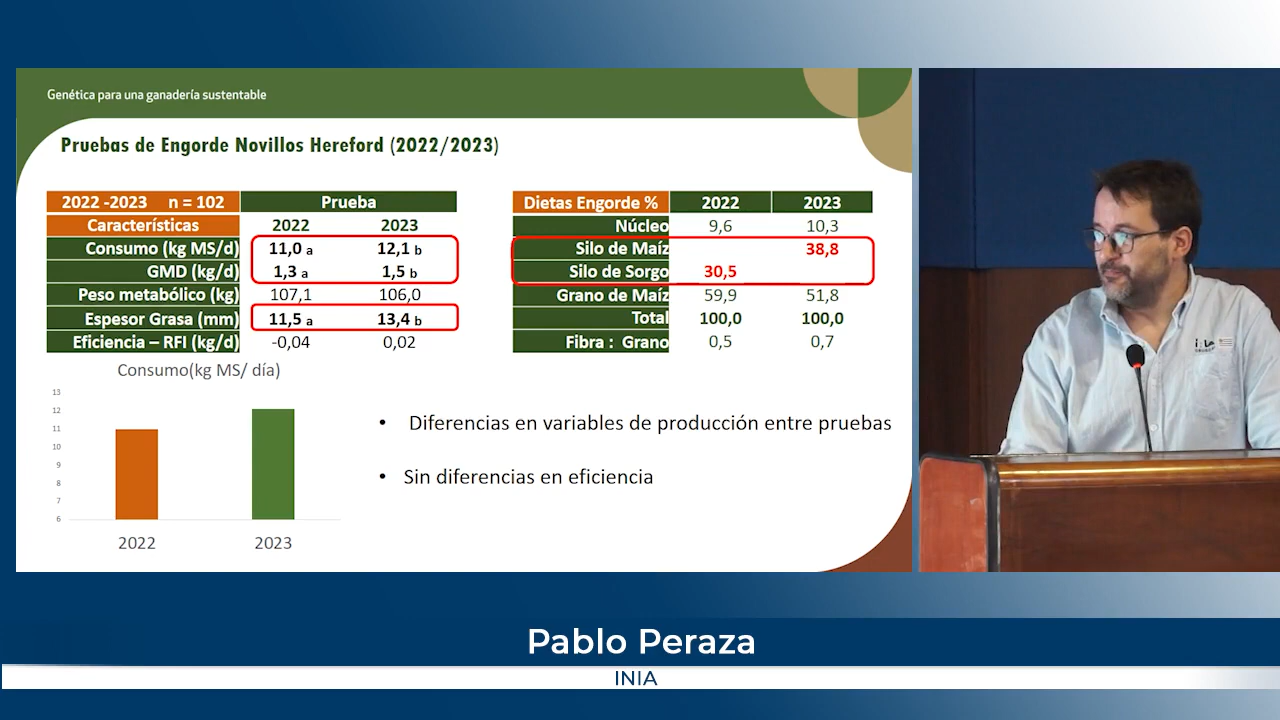 Genética para una ganadería sustentable
Pruebas de Engorde Novillos Hereford (2022/2023)
2022 -2023 n = 102 Prueba
Características 2022 2023
Consumo (kg MS/d) 11,0 a 12,1 b
GMD (kg/d) 1,3 a 1,5 b
Peso metabólico (kg) 107,1 106,0
Espesor Grasa (mm) 11,5 a 13,4 b
Eficiencia – RFI (kg/d) -0,04 0,02
Dietas Engorde % 2022 2023
Núcleo 9,6 10,3
Silo de Maíz 38,8
Silo de Sorgo 30,5
Grano de Maíz 59,9 51,8
Total 100,0 100,0
Fibra : Grano 0,5 0,7
Consumo(kg MS/ día)
13
12
11
10
9
8
7
6
2022 2023
• Diferencias en variables de producción entre pruebas
• Sin diferencias en eficiencia
Pablo Peraza
INIA